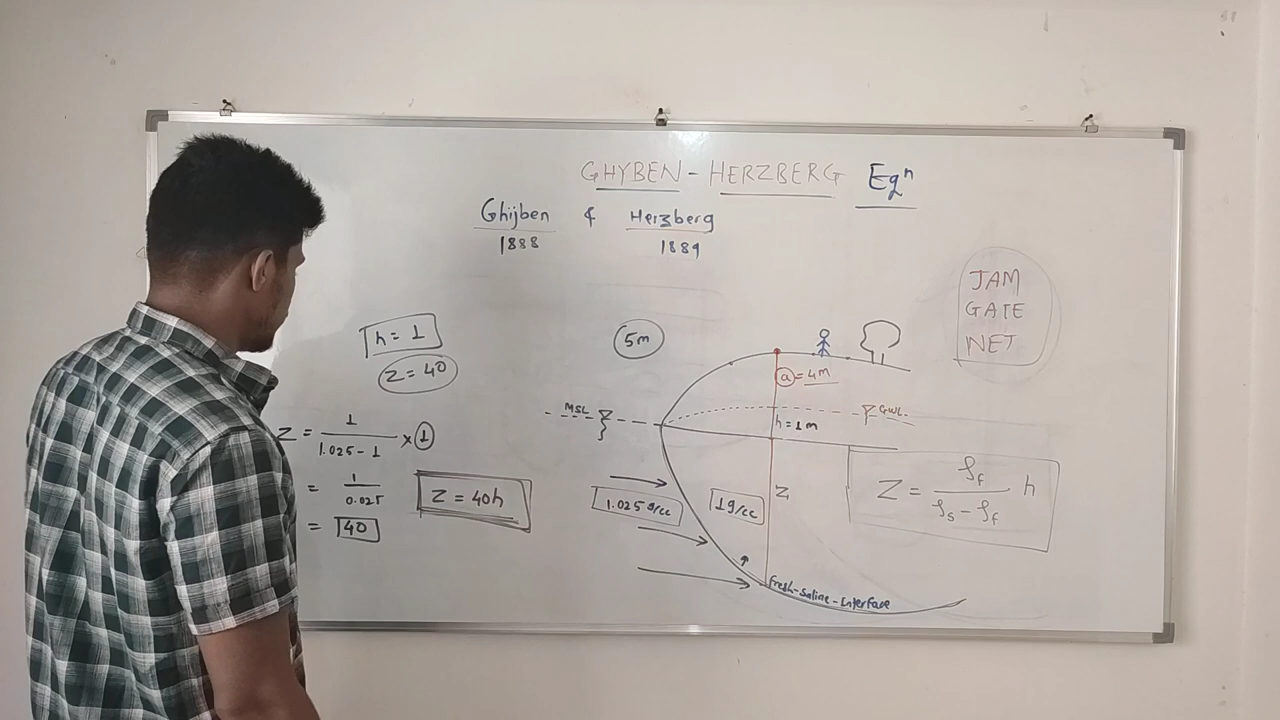 GHYBEN - HERZBERG Eqⁿ
Ghijben & Herzberg
1888 1889
JAM
GATE
NET
h = 1
Z = 40
5m
a = 4m
MSL
GWL
h = 1m
Z = 1 / (1.025 - 1) × 1
= 1 / 0.025
= 40
Z = 40h
1.025 g/cc
1g/cc
Z
Z = ρf / (ρs - ρf) h
Fresh-Saline-Interface